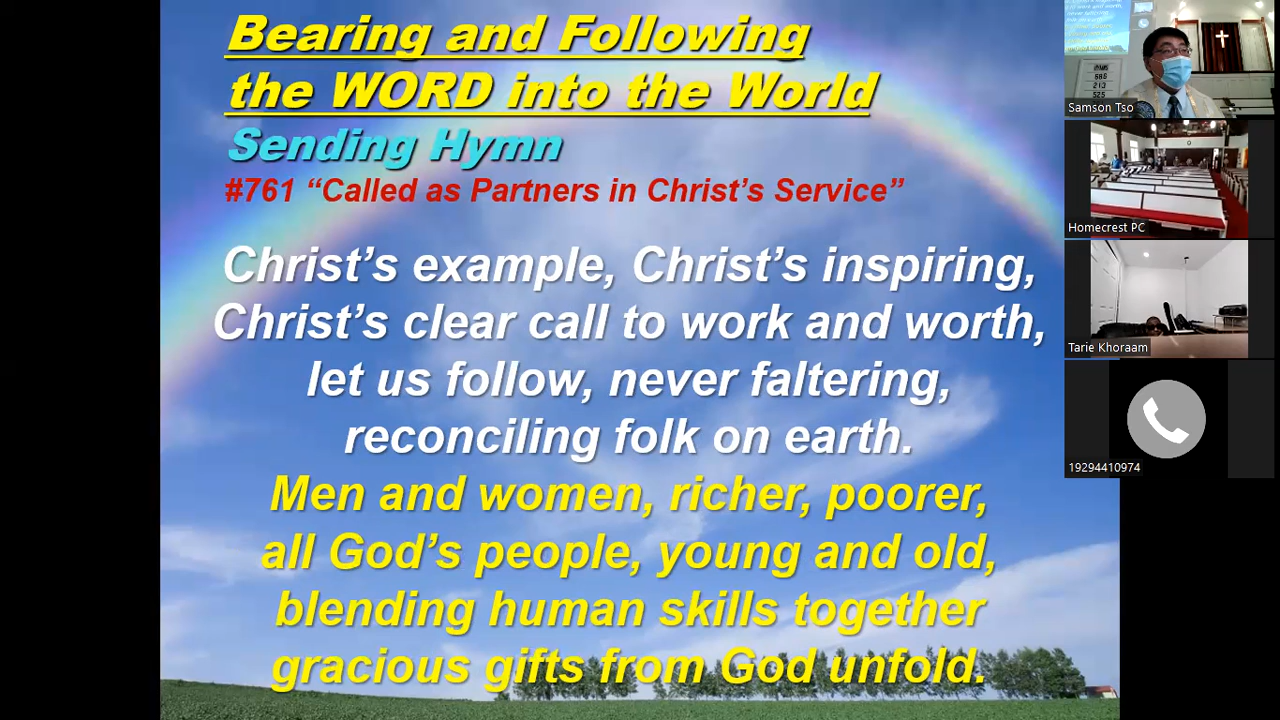 Bearing and Following
the WORD into the World
Sending Hymn
#761 “Called as Partners in Christ’s Service”
Christ’s example, Christ’s inspiring,
Christ’s clear call to work and worth,
let us follow, never faltering,
reconciling folk on earth.
Men and women, richer, poorer,
all God’s people, young and old,
blending human skills together
gracious gifts from God unfold.
686
213
525
Samson Tso
Homecrest PC
Tarie Khoraam
19294410974